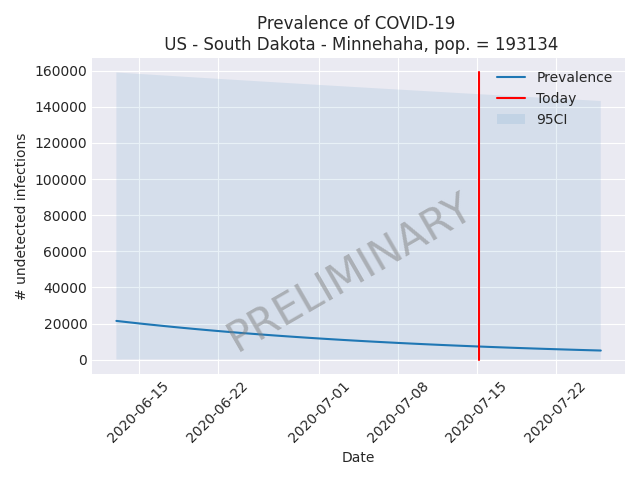 Prevalence of COVID-19
US - South Dakota - Minnehaha, pop. = 193134
160000
140000
120000
100000
80000
60000
40000
20000
0
# undetected infections
Prevalence
Today
95CI
PRELIMINARY
2020-06-15
2020-06-22
2020-07-01
2020-07-08
2020-07-15
2020-07-22
Date